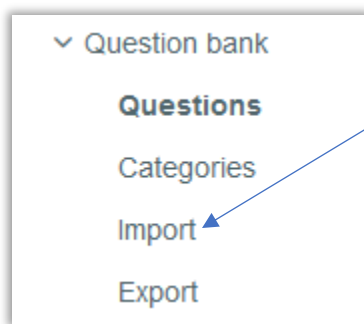 Question bank
Questions
Categories
Import
Export